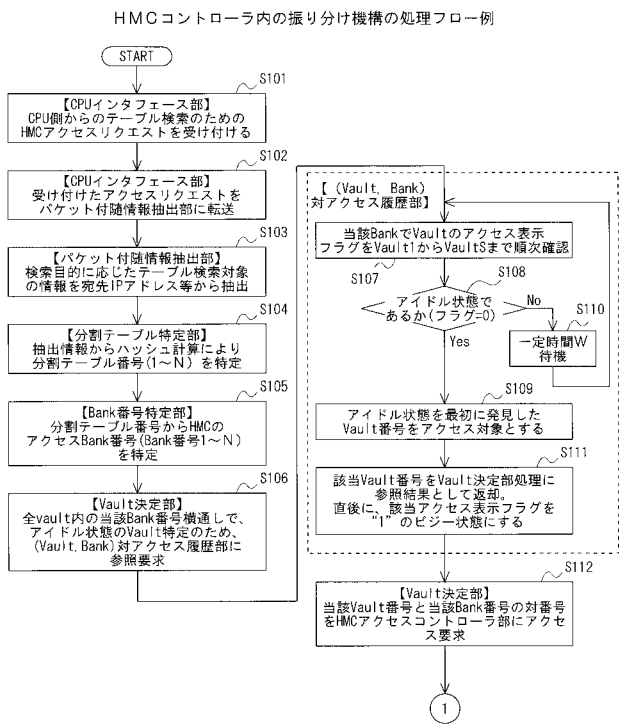 HMCコントローラ内の振り分け機構の処理フロー例
START
S101
【CPUインタフェース部】
CPU側からのテーブル検索のための
HMCアクセスリクエストを受け付ける
S102
【CPUインタフェース部】
受け付けたアクセスリクエストを
パケット付随情報抽出部に転送
S103
【パケット付随情報抽出部】
検索目的に応じたテーブル検索対象
の情報を宛先IPアドレス等から抽出
S104
【分割テーブル特定部】
抽出情報からハッシュ計算により
分割テーブル番号(1～N)を特定
S105
【Bank番号特定部】
分割テーブル番号からHMCの
アクセスBank番号(Bank番号1～N)
を特定
S106
【Vault決定部】
全vault内の当該Bank番号横通しで、
アイドル状態のVault特定のため、
(Vault,Bank)対アクセス履歴部に
参照要求
【(Vault, Bank)
対アクセス履歴部】
当該BankでVaultのアクセス表示
フラグをVault1からVaultSまで順次確認
S107
S108
アイドル状態で
あるか(フラグ=0)
No
Yes
S110
一定時間W
待機
S109
アイドル状態を最初に発見した
Vault番号をアクセス対象とする
S111
該当Vault番号をVault決定部処理に
参照結果として返却。
直後に、該当アクセス表示フラグを
“1”のビジー状態にする
S112
【Vault決定部】
当該Vault番号と当該Bank番号の対番号
をHMCアクセスコントローラ部にアクセ
ス要求
1